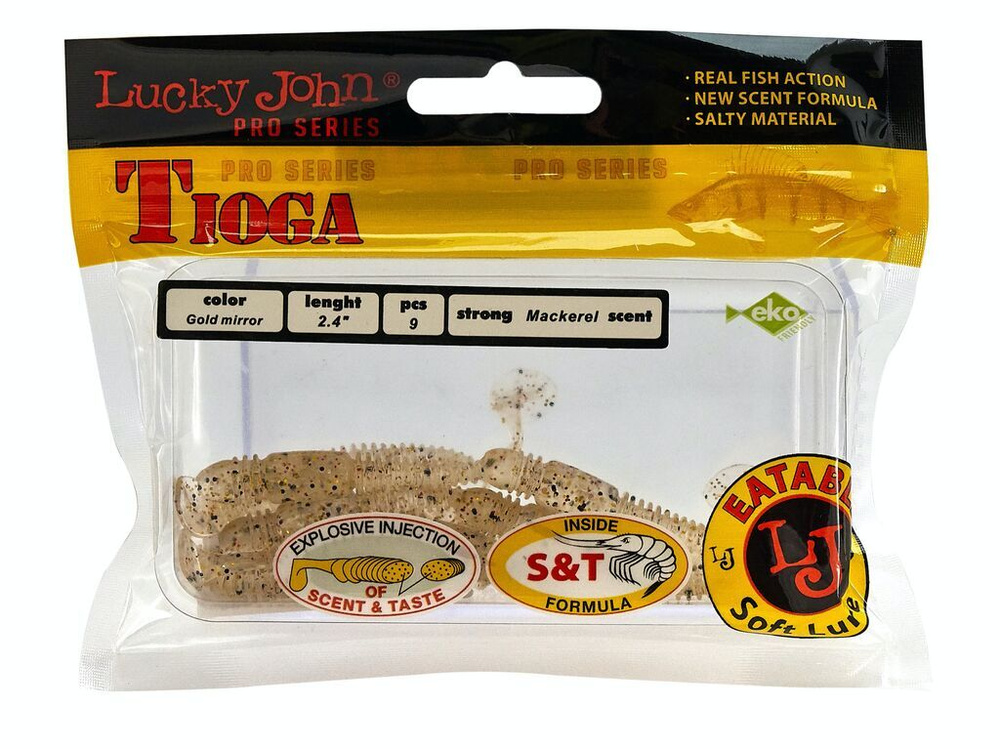 Lucky John®
PRO SERIES
· REAL FISH ACTION
· NEW SCENT FORMULA
· SALTY MATERIAL
PRO SERIES PRO SERIES
TIOGA
color
Gold mirror
lenght
2.4"
pcs
9
strong Mackerel scent
eko
FRIENDLY
EXPLOSIVE INJECTION
OF
SCENT & TASTE
INSIDE
S&T
FORMULA
EATABL
LJ
LJ
Soft Lure